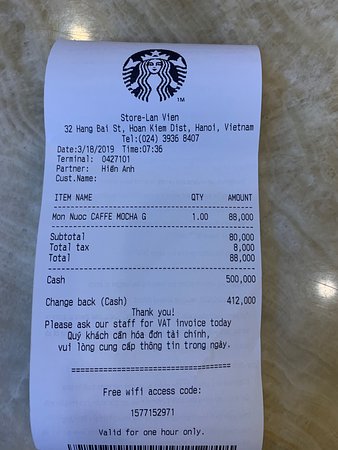 TM
Store-Lan Vien
32 Hang Bai St, Hoan Kiem Dist, Hanoi, Vietnam
Tel:(024) 3936 8407
Date:3/18/2019 Time:07:36
Terminal: 0427101
Partner: Hiền Anh
Cust.Name:
ITEM NAME QTY AMOUNT
Mon Nuoc CAFFE MOCHA G 1.00 88,000
Subtotal 80,000
Total tax 8,000
Total 88,000
Cash 500,000
Change back (Cash) 412,000
Thank you!
Please ask our staff for VAT invoice today
Quý khách cần hóa đơn tài chính,
vui lòng cung cấp thông tin trong ngày.
Free wifi access code:
1577152971
Valid for one hour only.